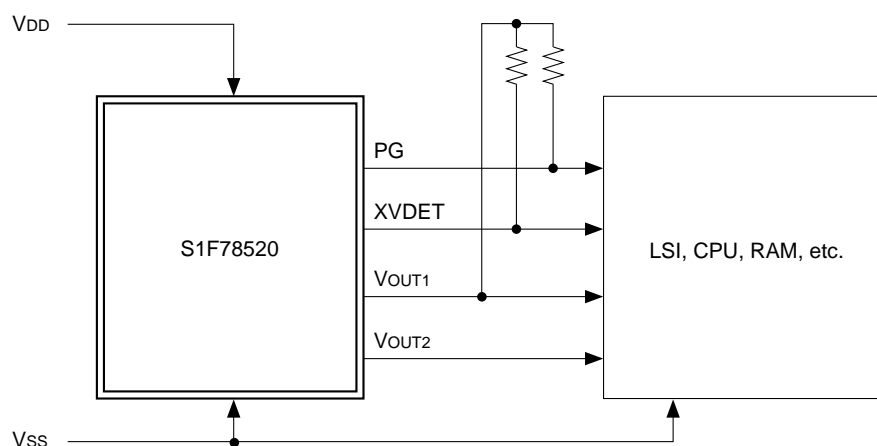 VDD
PG
XVDET
S1F78520
LSI, CPU, RAM, etc.
VOUT1
VOUT2
VSS